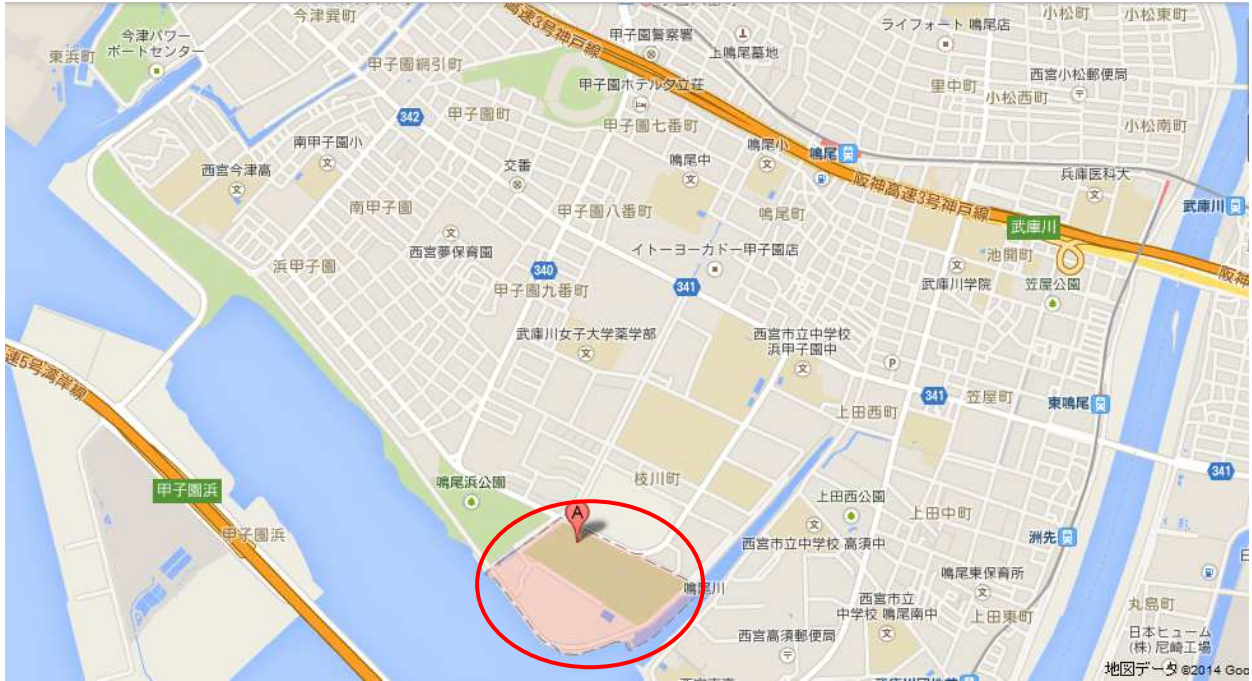 今津巽町
小松町
小松東町
今津パワー
ポートセンター
甲子園警察署
ライフォート 鳴尾店
東浜町
阪神高速3号神戸線
上鳴尾墓地
甲子園網引町
西宮小松郵便局
里中町
甲子園ホテル夕立荘
小松西町
甲子園町
342
甲子園七番町
小松南町
南甲子園小
鳴尾小
鳴尾
西宮今津高
交番
鳴尾中
兵庫医科大
阪神高速3号神戸線
南甲子園
甲子園八番町
鳴尾町
武庫川
武庫川
西宮夢保育園
イトーヨーカドー甲子園店
池開町
浜甲子園
340
阪神
甲子園九番町
341
武庫川学院
笠屋公園
武庫川女子大学薬学部
西宮市立中学校
浜甲子園中
P
速5号湾岸線
341
笠屋町
東鳴尾
上田西町
341
鳴尾浜公園
枝川町
甲子園浜
上田西公園
A
上田中町
甲子園浜
西宮市立中学校 高須中
洲先
鳴尾東保育所
鳴尾川
西宮市立
中学校 鳴尾南中
丸島町
上田東町
西宮高須郵便局
日本ヒューム
(株) 尼崎工場
地図データ ©2014 Goo